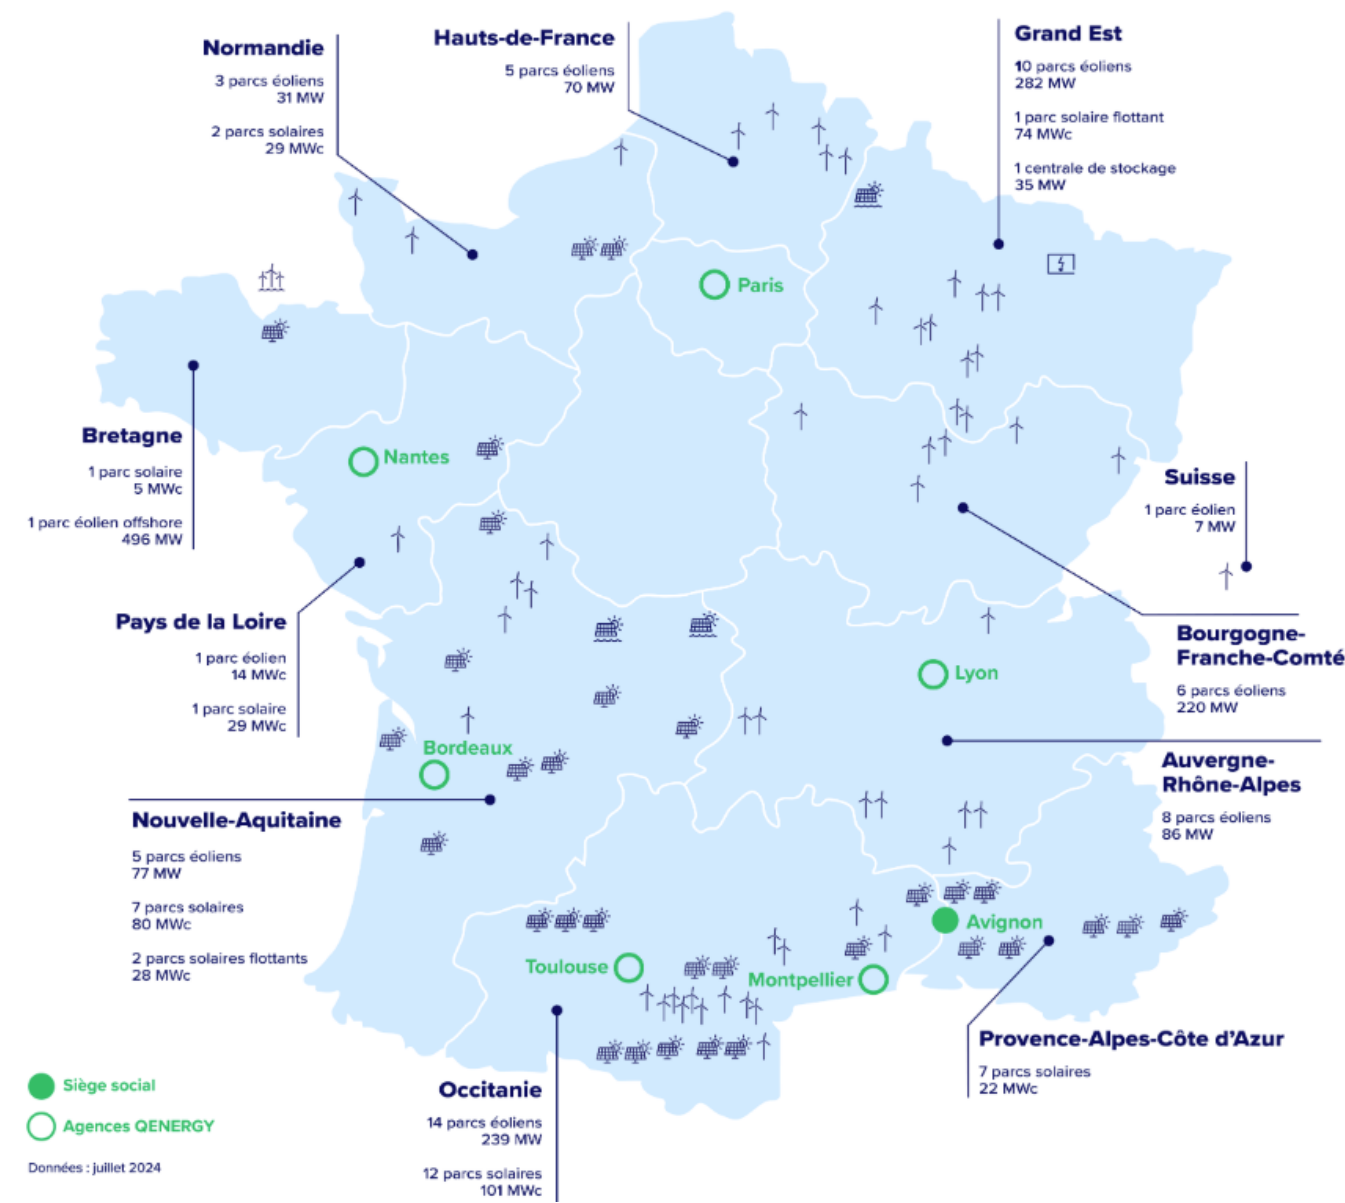 Normandie
3 parcs éoliens
31 MW
2 parcs solaires
29 MWc
Hauts-de-France
5 parcs éoliens
70 MW
Grand Est
10 parcs éoliens
282 MW
1 parc solaire flottant
74 MWc
1 centrale de stockage
35 MW
Paris
Bretagne
1 parc solaire
5 MWc
1 parc éolien offshore
496 MW
Nantes
Suisse
1 parc éolien
7 MW
Pays de la Loire
1 parc éolien
14 MWc
1 parc solaire
29 MWc
Bourgogne-
Franche-Comté
6 parcs éoliens
220 MW
Lyon
Auvergne-
Rhône-Alpes
8 parcs éoliens
86 MW
Bordeaux
Nouvelle-Aquitaine
5 parcs éoliens
77 MW
7 parcs solaires
80 MWc
2 parcs solaires flottants
28 MWc
Avignon
Toulouse
Montpellier
Provence-Alpes-Côte d'Azur
7 parcs solaires
22 MWc
Occitanie
14 parcs éoliens
239 MW
12 parcs solaires
101 MWc
Siège social
Agences QENERGY
Données : juillet 2024